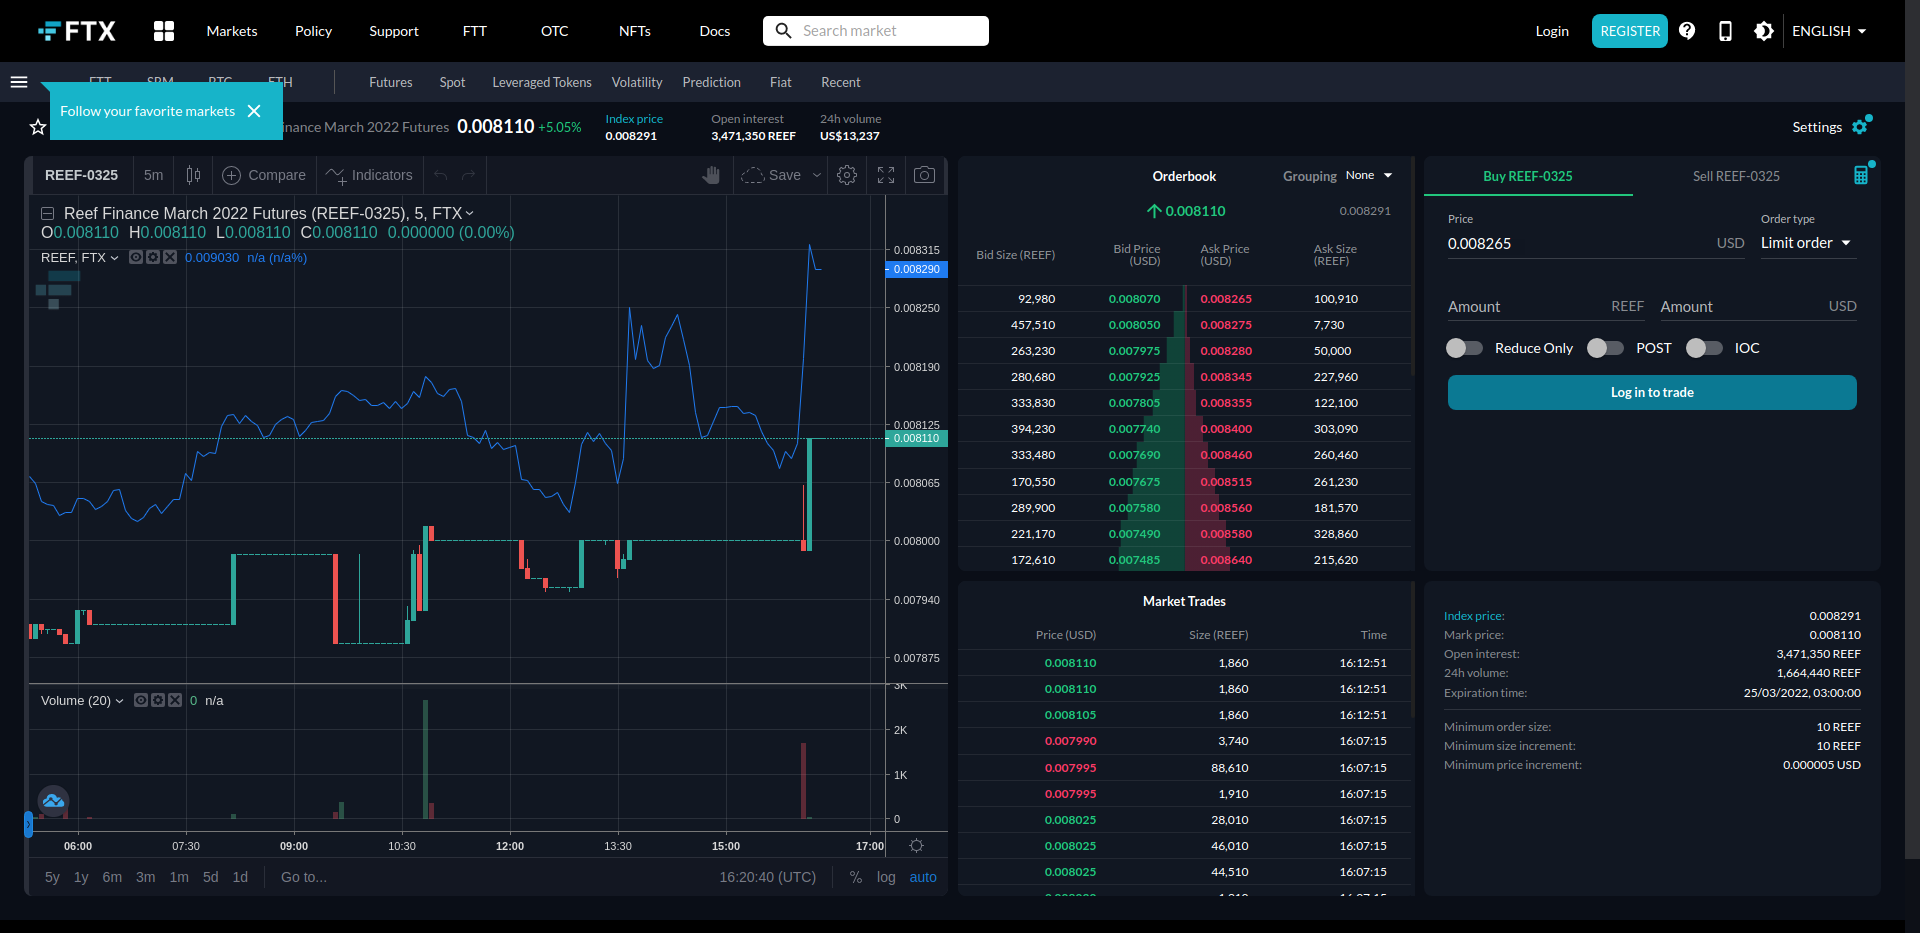 FTX Markets Policy Support FTT OTC NFTs Docs Search market Login REGISTER ENGLISH
FTT SRM BTC ETH Futures Spot Leveraged Tokens Volatility Prediction Fiat Recent
Follow your favorite markets
inance March 2022 Futures 0.008110 +5.05%
Index price
0.008291
Open interest
3,471,350 REEF
24h volume
US$13,237
Settings
REEF-0325 5m Compare Indicators Save
Reef Finance March 2022 Futures (REEF-0325), 5, FTX
O0.008110 H0.008110 L0.008110 C0.008110 0.000000 (0.00%)
REEF, FTX 0.009030 n/a (n/a%)
0.008315
0.008290
0.008250
0.008190
0.008125
0.008110
0.008065
0.008000
0.007940
0.007875
Volume (20) 0 n/a
3K
2K
1K
0
06:00 07:30 09:00 10:30 12:00 13:30 15:00 17:00
5y 1y 6m 3m 1m 5d 1d Go to... 16:20:40 (UTC) % log auto
Orderbook Grouping None
0.008110 0.008291
Bid Size (REEF) Bid Price (USD) Ask Price (USD) Ask Size (REEF)
92,980 0.008070 0.008265 100,910
457,510 0.008050 0.008275 7,730
263,230 0.007975 0.008280 50,000
280,680 0.007925 0.008345 227,960
333,830 0.007805 0.008355 122,100
394,230 0.007740 0.008400 303,090
333,480 0.007690 0.008460 260,460
170,550 0.007675 0.008515 261,230
289,900 0.007580 0.008560 181,570
221,170 0.007490 0.008580 328,860
172,610 0.007485 0.008640 215,620
Market Trades
Price (USD) Size (REEF) Time
0.008110 1,860 16:12:51
0.008110 1,860 16:12:51
0.008105 1,860 16:12:51
0.007990 3,740 16:07:15
0.007995 88,610 16:07:15
0.007995 1,910 16:07:15
0.008025 28,010 16:07:15
0.008025 46,010 16:07:15
0.008025 44,510 16:07:15
Buy REEF-0325 Sell REEF-0325
Price Order type
0.008265 USD Limit order
Amount REEF Amount USD
Reduce Only POST IOC
Log in to trade
Index price: 0.008291
Mark price: 0.008110
Open interest: 3,471,350 REEF
24h volume: 1,664,440 REEF
Expiration time: 25/03/2022, 03:00:00
Minimum order size: 10 REEF
Minimum size increment: 10 REEF
Minimum price increment: 0.000005 USD